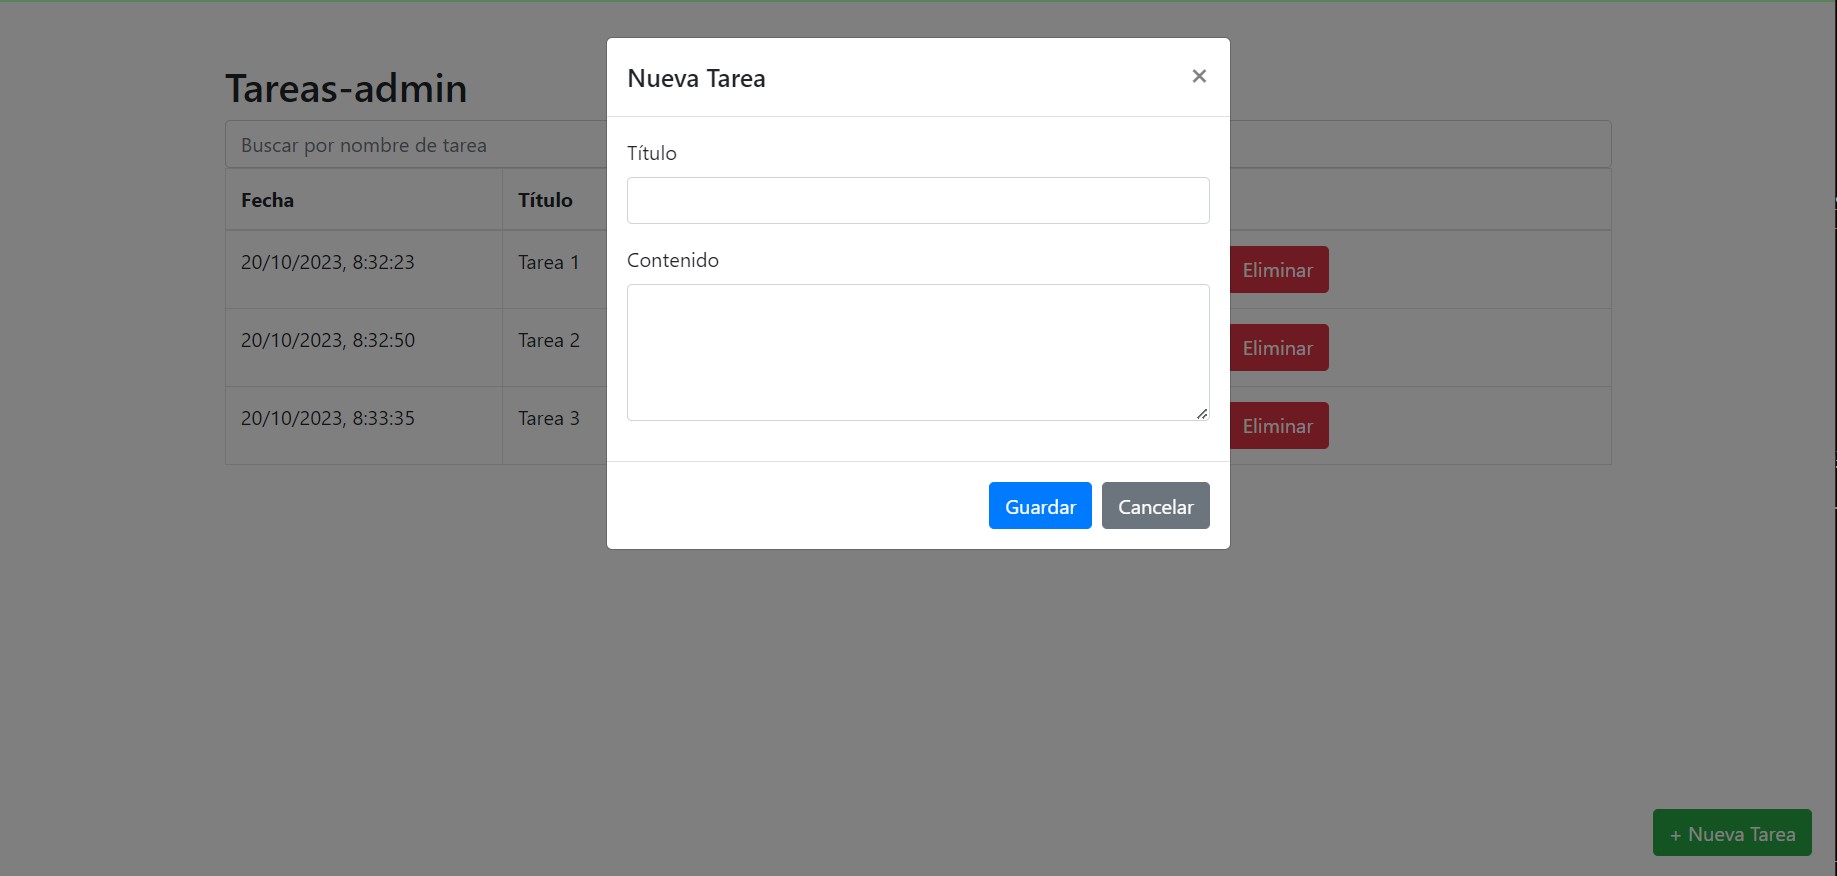 Tareas-admin
Buscar por nombre de tarea
Fecha Título
20/10/2023, 8:32:23 Tarea 1 Eliminar
20/10/2023, 8:32:50 Tarea 2 Eliminar
20/10/2023, 8:33:35 Tarea 3 Eliminar
Nueva Tarea ×
Título
Contenido
Guardar Cancelar
+ Nueva Tarea